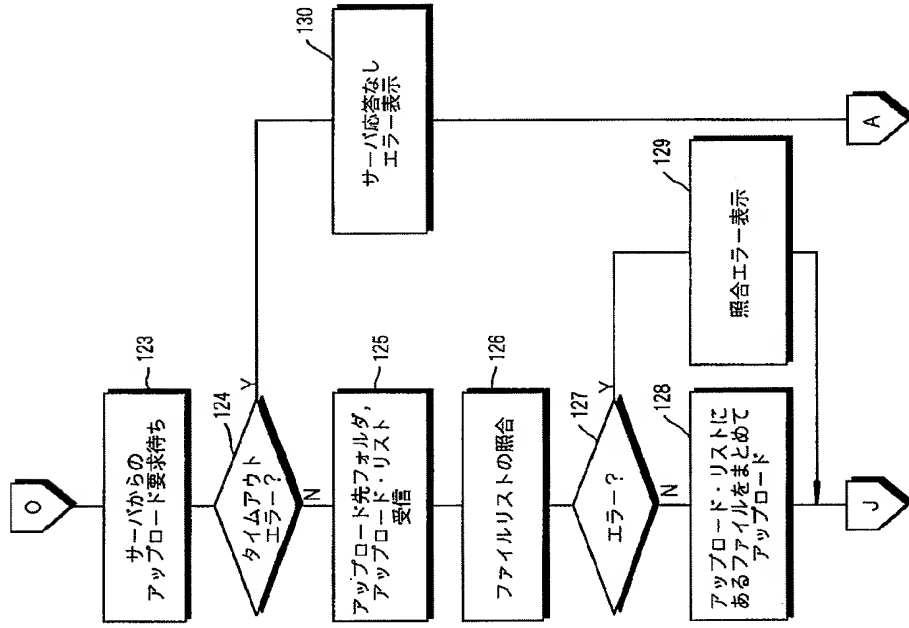 O
123
サーバからの
アップロード要求待ち
124
タイムアウト
エラー?
Y
N
130
サーバ応答なし
エラー表示
125
アップロード先フォルダ,
アップロード・リスト
受信
126
ファイルリストの照合
127
エラー?
Y
N
129
照合エラー表示
128
アップロード・リストに
あるファイルをまとめて
アップロード
J
A